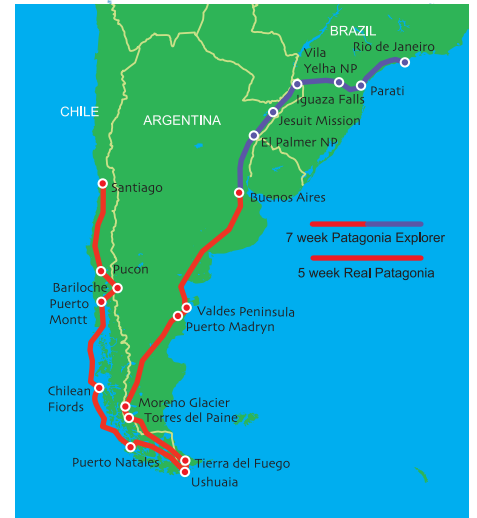 BRAZIL
Rio de Janeiro
Vila
Yelha NP
Parati
Iguaza Falls
CHILE
ARGENTINA
Jesuit Mission
El Palmer NP
Santiago
Buenos Aires
7 week Patagonia Explorer
5 week Real Patagonia
Pucon
Bariloche
Puerto
Montt
Valdes Peninsula
Puerto Madryn
Chilean
Fiords
Moreno Glacier
Torres del Paine
Puerto Natales
Tierra del Fuego
Ushuaia